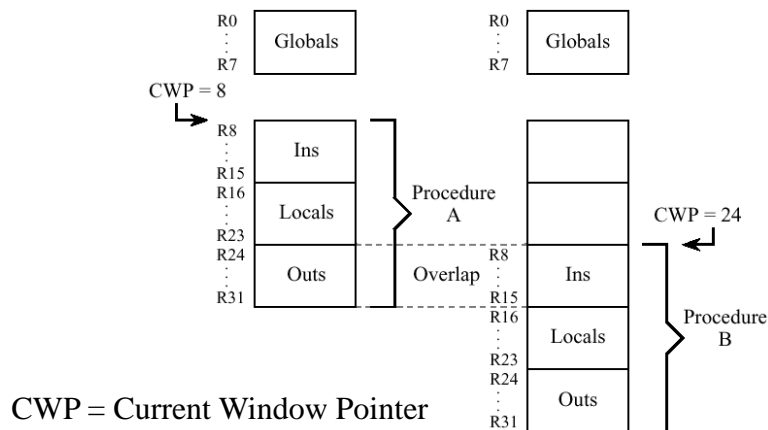 R0
R7
Globals
R0
R7
Globals
CWP = 8
R8
R15
Ins
R16
R23
Locals
R24
R31
Outs
Procedure
A
CWP = 24
Overlap
R8
R15
Ins
R16
R23
Locals
R24
R31
Outs
Procedure
B
CWP = Current Window Pointer